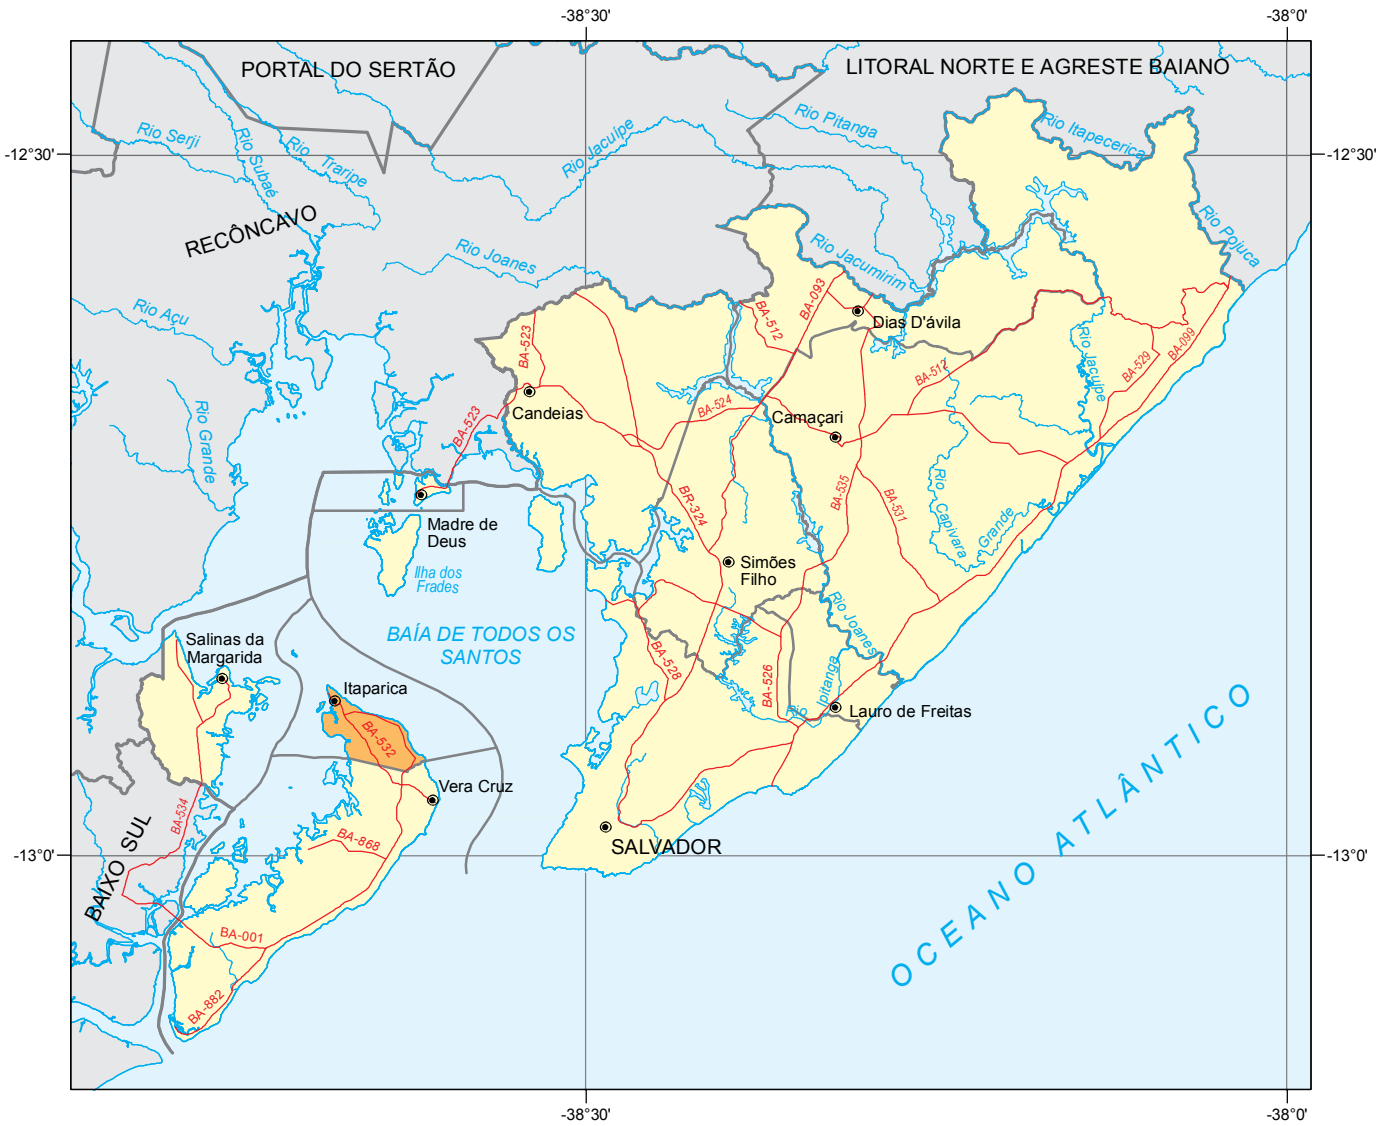 -38°30'
-38°0'
PORTAL DO SERTÃO
LITORAL NORTE E AGRESTE BAIANO
Rio Serji
Rio Subaé
Rio Traripe
Rio Jacuípe
Rio Pitanga
Rio Itapecerica
-12°30'
-12°30'
RECÔNCAVO
Rio Joanes
Rio Jacumirim
Rio Pojuca
Rio Açu
BA-523
BA-512
BA-093
Dias D'ávila
Rio Jacuípe
BA-529
BA-099
BA-512
Candeias
BA-524
Camaçari
Rio Grande
BA-523
BR-324
BA-535
BA-531
Rio Capivara
Grande
Madre de
Deus
Ilha dos
Frades
Simões
Filho
BAÍA DE TODOS OS
SANTOS
Rio Joanes
Salinas da
Margarida
BA-528
BA-526
Rio
Ipitanga
Itaparica
BA-532
Lauro de Freitas
OCEANO ATLÂNTICO
Vera Cruz
BA-534
BA-868
SALVADOR
-13°0'
-13°0'
BAIXO SUL
BA-001
BA-882
-38°30'
-38°0'